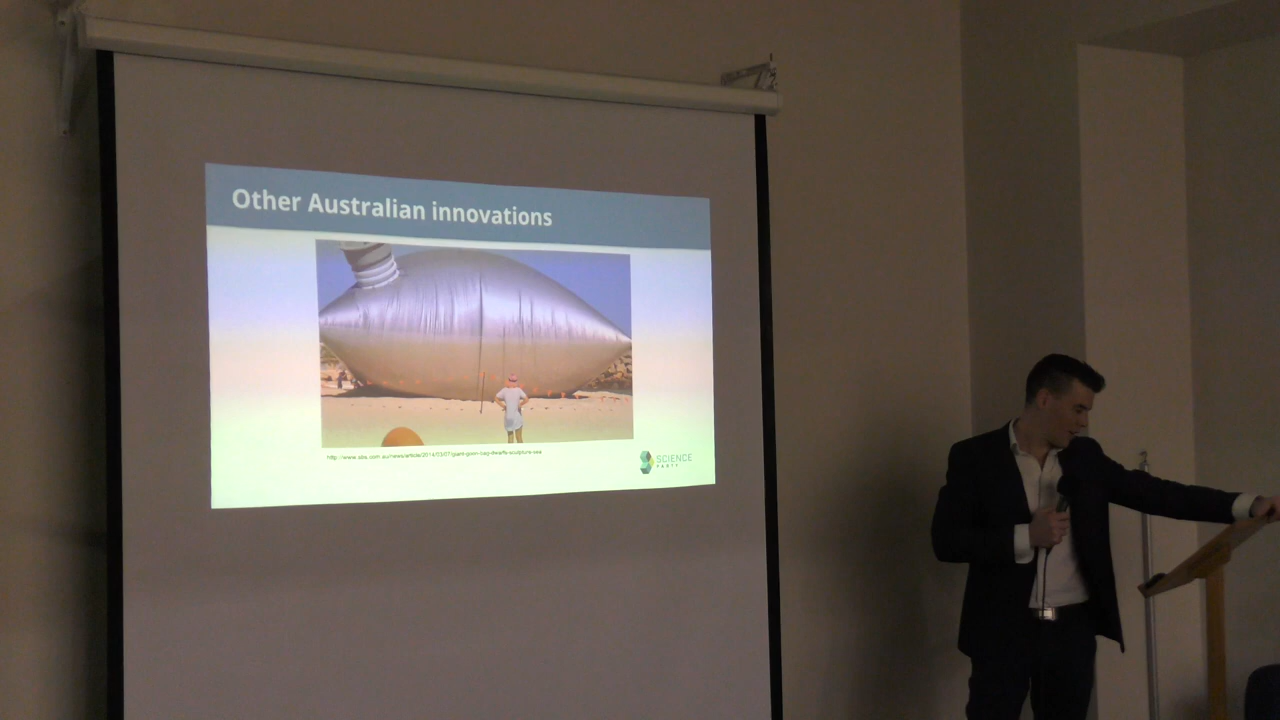 Other Australian innovations
http://www.sbs.com.au/news/article/2014/03/07/giant-goon-bag-dwarfs-sculpture-sea
SCIENCE
PARTY